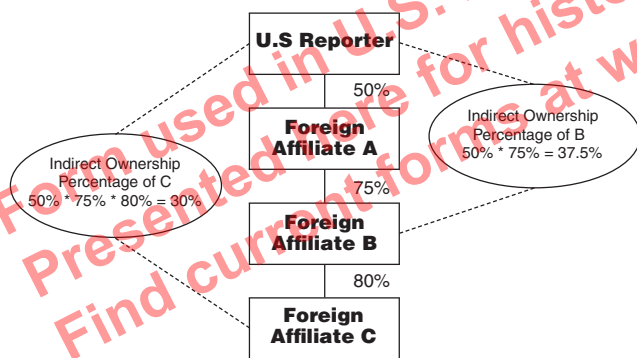 U.S Reporter
50%
Foreign
Affiliate A
Indirect Ownership
Percentage of B
50% * 75% = 37.5%
Indirect Ownership
Percentage of C
50% * 75% * 80% = 30%
75%
Foreign
Affiliate B
80%
Foreign
Affiliate C
Form used in U.S.
Presented here for histo
Find current forms at w